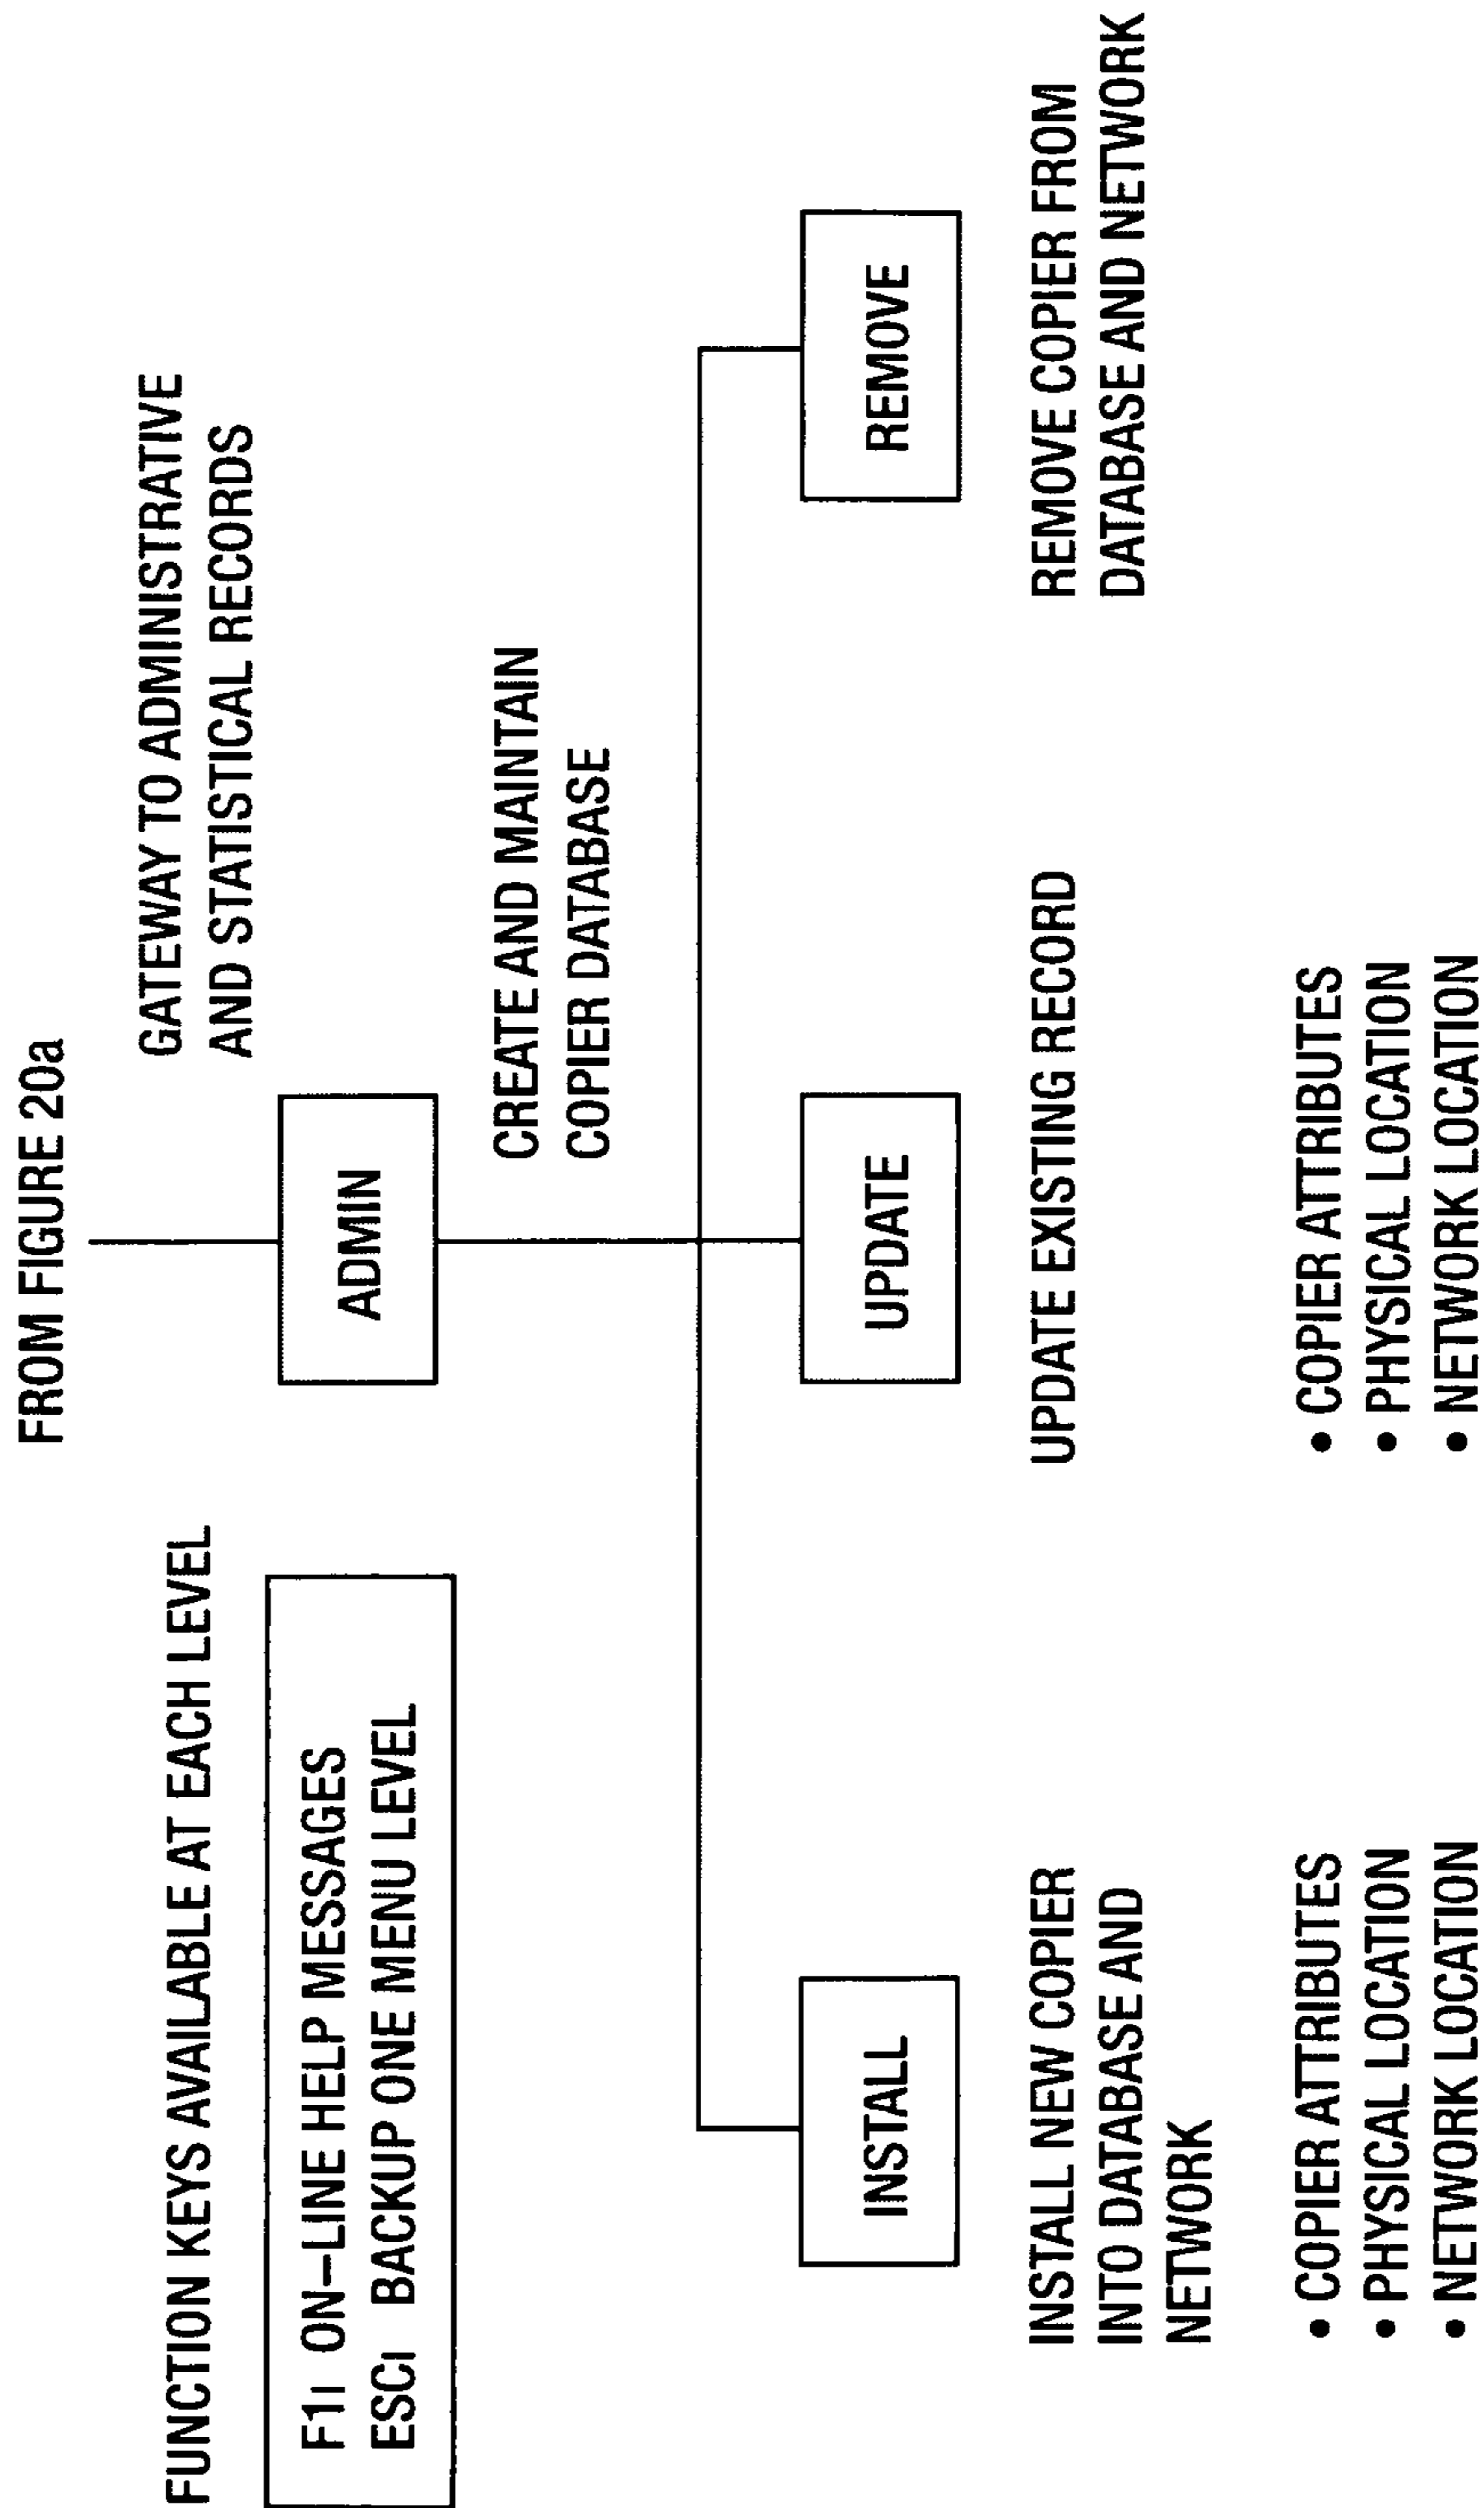 FROM FIGURE 20a
FUNCTION KEYS AVAILABLE AT EACH LEVEL
F1: ON-LINE HELP MESSAGES
ESC: BACKUP ONE MENU LEVEL
GATEWAY TO ADMINISTRATIVE
AND STATISTICAL RECORDS
ADMIN
CREATE AND MAINTAIN
COPIER DATABASE
INSTALL
INSTALL NEW COPIER
INTO DATABASE AND
NETWORK
• COPIER ATTRIBUTES
• PHYSICAL LOCATION
• NETWORK LOCATION
UPDATE
UPDATE EXISTING RECORD
• COPIER ATTRIBUTES
• PHYSICAL LOCATION
• NETWORK LOCATION
REMOVE
REMOVE COPIER FROM
DATABASE AND NETWORK